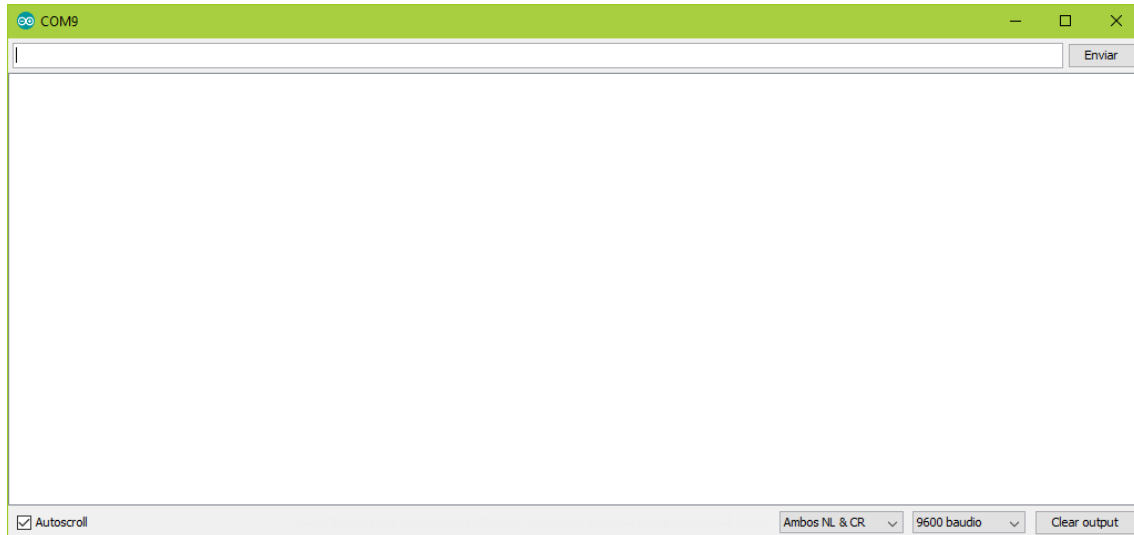 COM9
Enviar
Autoscroll
Ambos NL & CR
9600 baudio
Clear output